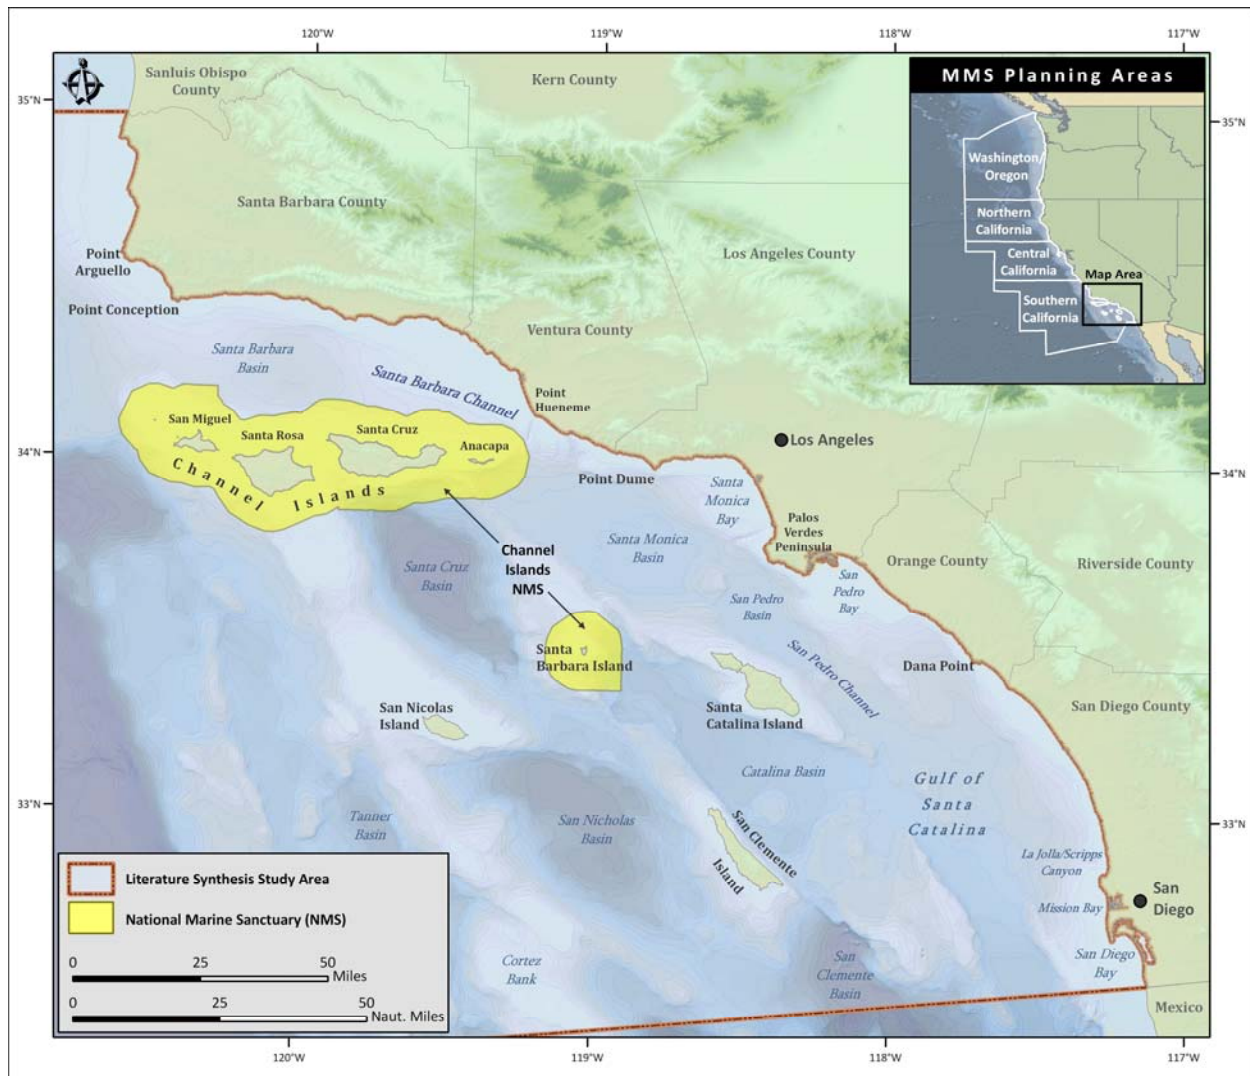 120°W
119°W
118°W
117°W
35°N
35°N
34°N
34°N
33°N
33°N
120°W
119°W
118°W
117°W
MMS Planning Areas
Washington/
Oregon
Northern
California
Central
California
Southern
California
Map Area
Sanluis Obispo
County
Kern County
Santa Barbara County
Los Angeles County
Ventura County
Point
Arguello
Point Conception
Santa Barbara
Basin
Santa Barbara Channel
Point
Hueneme
San Miguel
Santa Rosa
Santa Cruz
Anacapa
Channel Islands
Los Angeles
Point Dume
Santa
Monica
Bay
Palos
Verdes
Peninsula
Orange County
Riverside County
Santa Cruz
Basin
Channel
Islands
NMS
Santa Monica
Basin
San Pedro
Basin
San
Pedro
Bay
Santa
Barbara Island
San Pedro Channel
Dana Point
San Nicolas
Island
Santa
Catalina Island
San Diego County
Catalina Basin
Gulf of
Santa
Catalina
Tanner
Basin
San Nicholas
Basin
San Clemente
Island
La Jolla/Scripps
Canyon
Mission Bay
San
Diego
San Diego
Bay
Cortez
Bank
San
Clemente
Basin
Mexico
Literature Synthesis Study Area
National Marine Sanctuary (NMS)
0 25 50
Miles
0 25 50
Naut. Miles